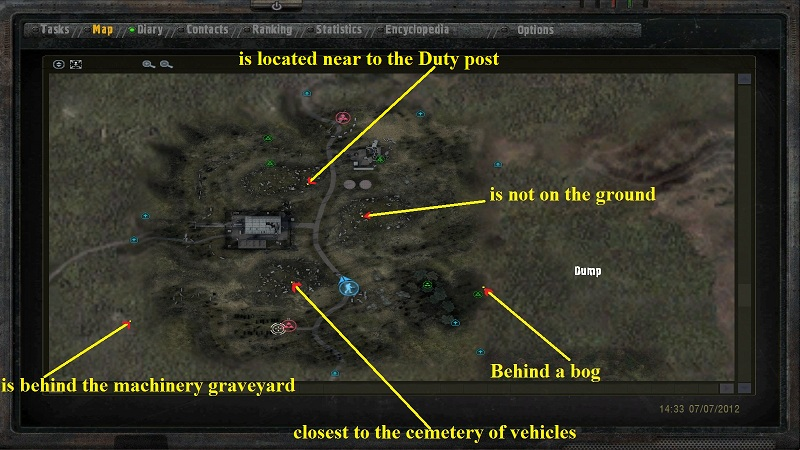 Tasks
Map
Diary
Contacts
Ranking
Statistics
Encyclopedia
Options
is located near to the Duty post
is not on the ground
Dump
Behind a bog
is behind the machinery graveyard
14:33 07/07/2012
closest to the cemetery of vehicles